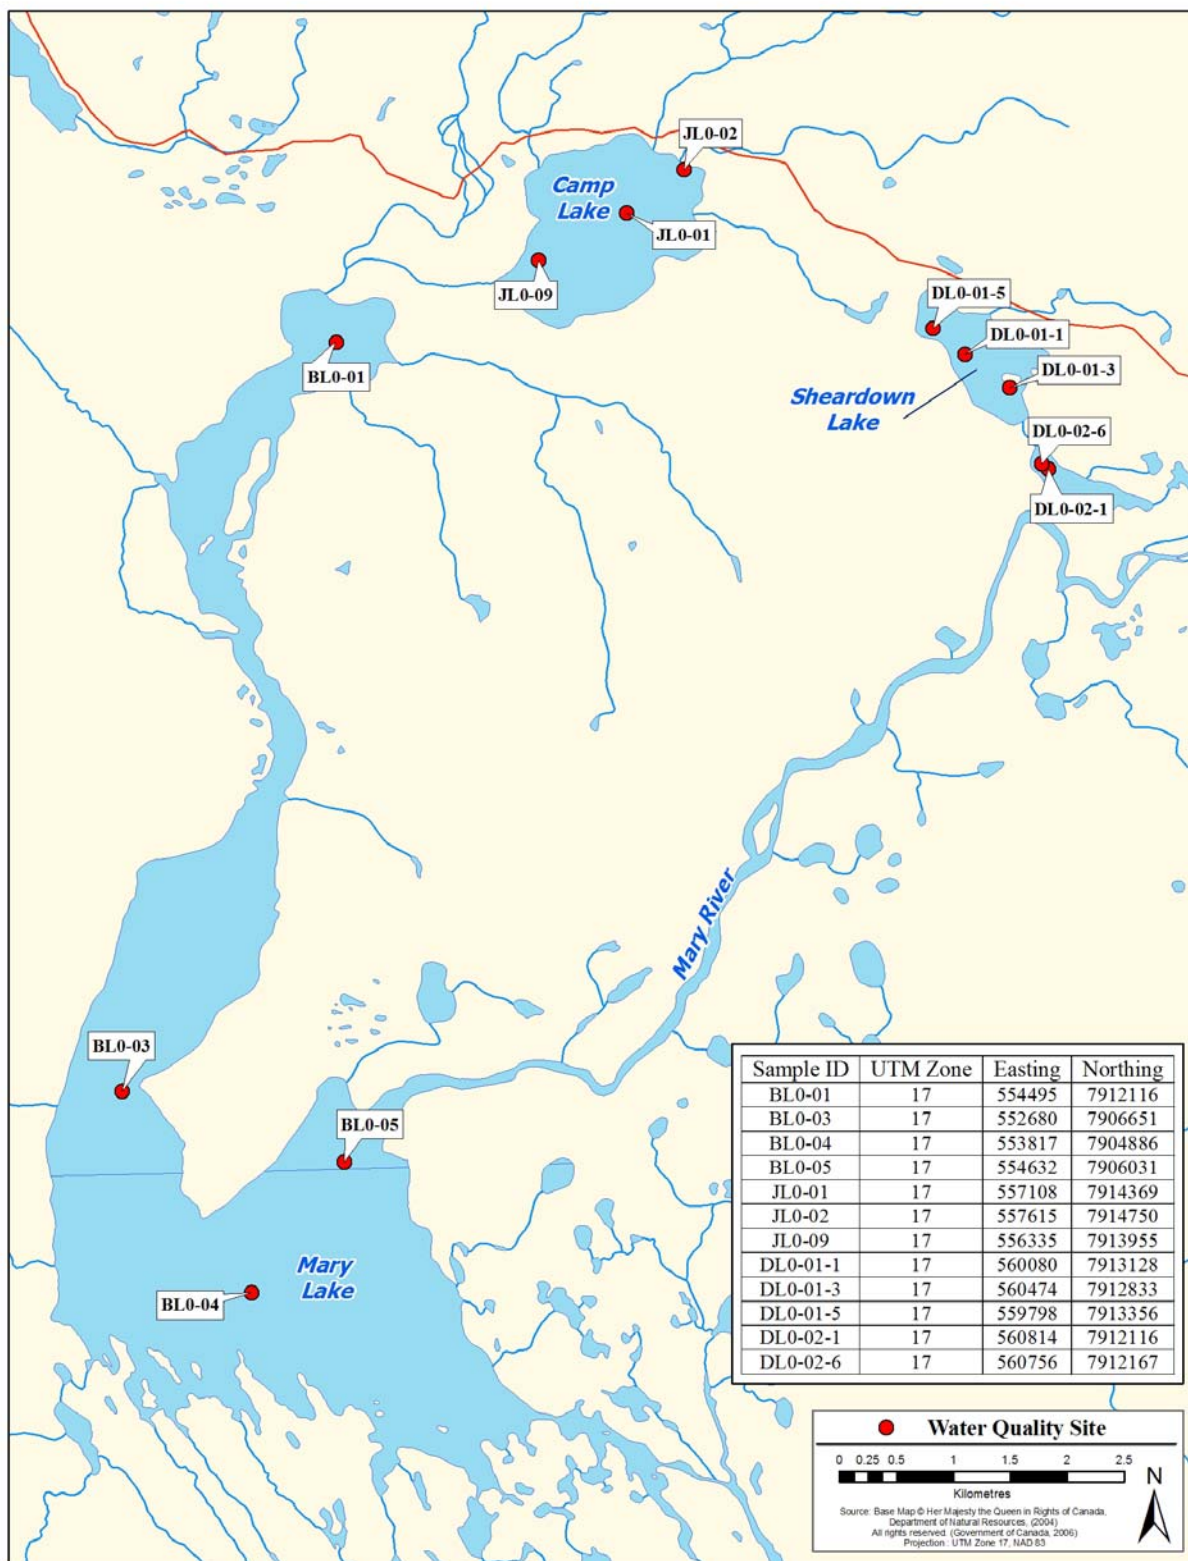 JL0-02
Camp
Lake
JL0-01
JL0-09
DL0-01-5
DL0-01-1
BL0-01
DL0-01-3
Sheardown
Lake
DL0-02-6
DL0-02-1
Mary River
BL0-03
BL0-05
Mary
Lake
BL0-04
Sample ID UTM Zone Easting Northing
BL0-01 17 554495 7912116
BL0-03 17 552680 7906651
BL0-04 17 553817 7904886
BL0-05 17 554632 7906031
JL0-01 17 557108 7914369
JL0-02 17 557615 7914750
JL0-09 17 556335 7913955
DL0-01-1 17 560080 7913128
DL0-01-3 17 560474 7912833
DL0-01-5 17 559798 7913356
DL0-02-1 17 560814 7912116
DL0-02-6 17 560756 7912167
Water Quality Site
0 0.25 0.5 1 1.5 2 2.5
Kilometres
N
Source: Base Map © Her Majesty the Queen in Rights of Canada,
Department of Natural Resources, (2004)
All rights reserved. (Government of Canada, 2006)
Projection : UTM Zone 17, NAD 83